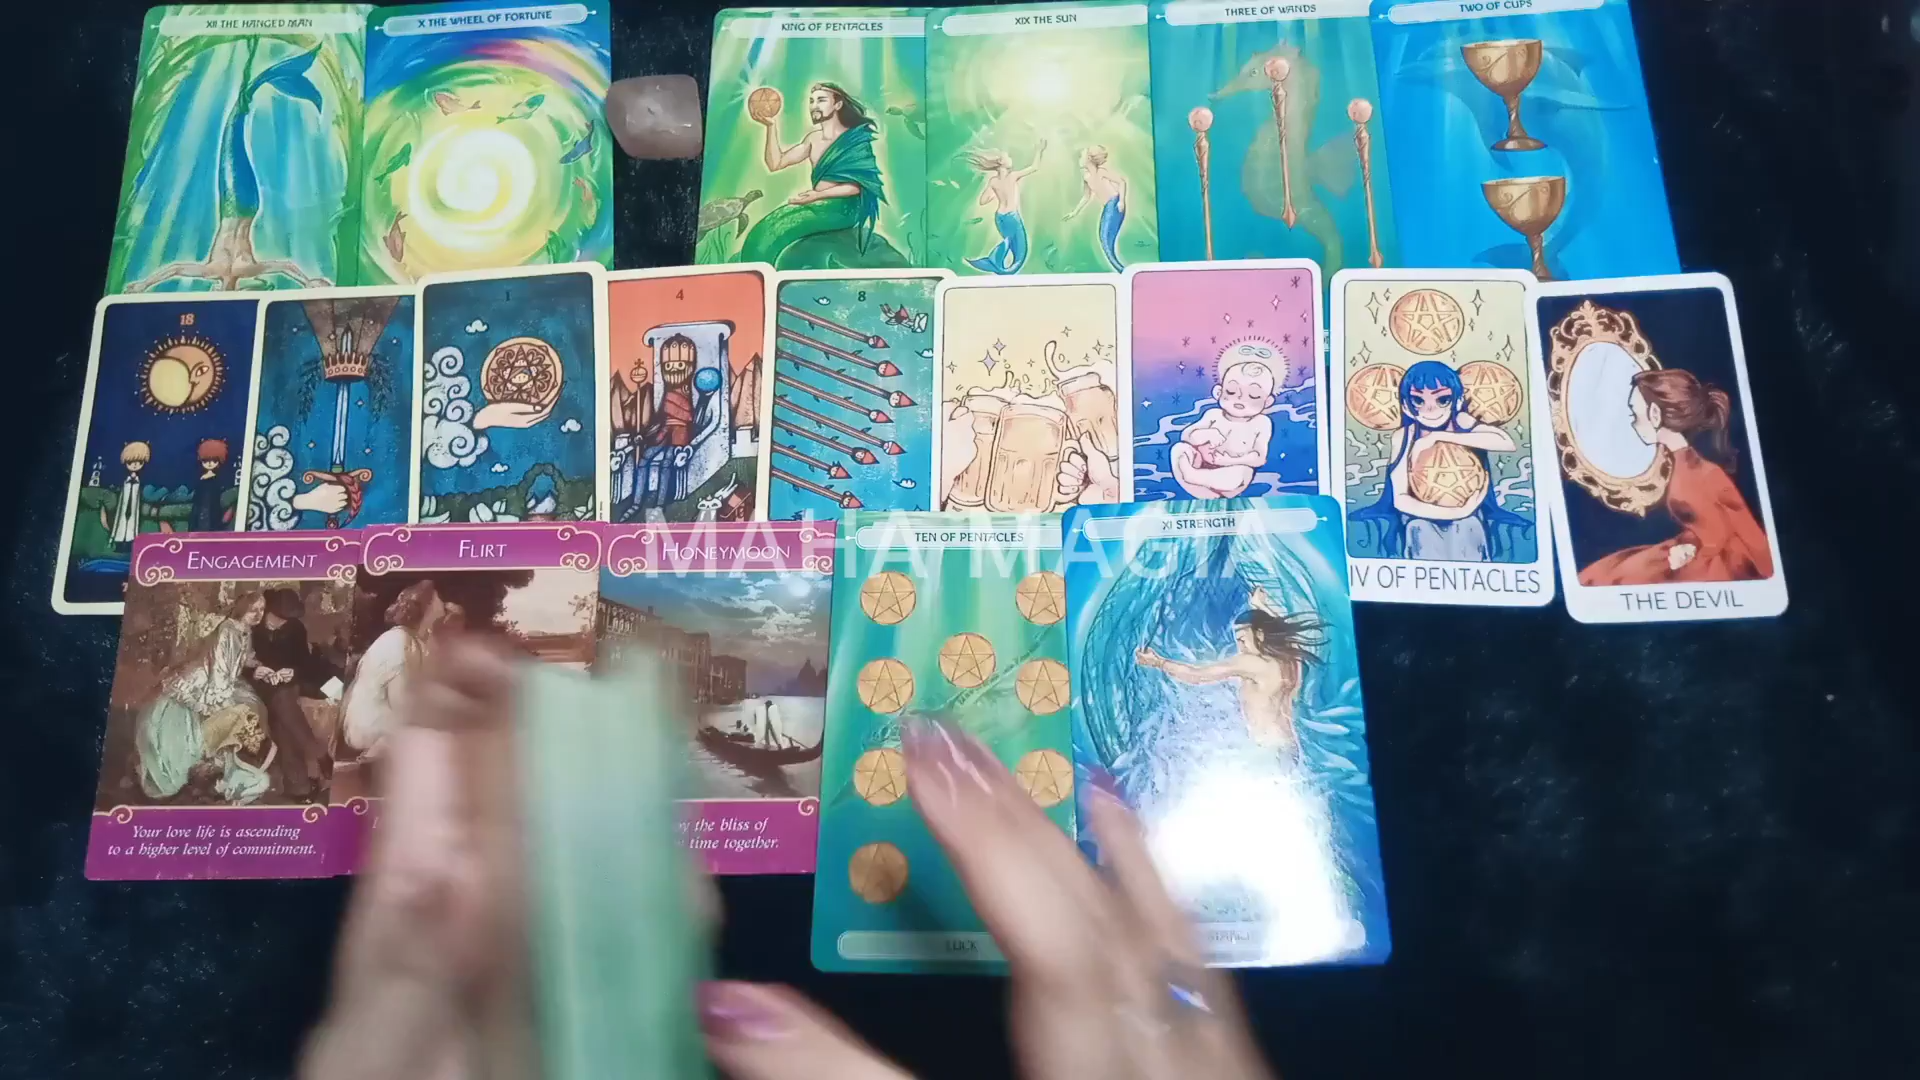 XII THE HANGED MAN
X THE WHEEL OF FORTUNE
KING OF PENTACLES
XIX THE SUN
THREE OF WANDS
TWO OF CUPS
18
1
4
8
IV OF PENTACLES
THE DEVIL
ENGAGEMENT
FLIRT
HONEYMOON
TEN OF PENTACLES
XI STRENGTH
MAHA MAGIA
Your love life is ascending
to a higher level of commitment.
the bliss of
time together.
LUCK